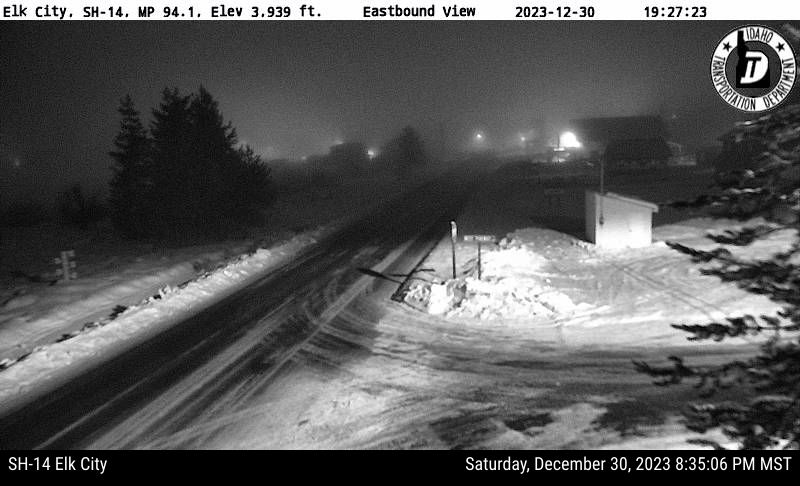 Elk City, SH-14, MP 94.1, Elev 3,939 ft. Eastbound View 2023-12-30 19:27:23
IDAHO
TRANSPORTATION DEPARTMENT
SH-14 Elk City Saturday, December 30, 2023 8:35:06 PM MST